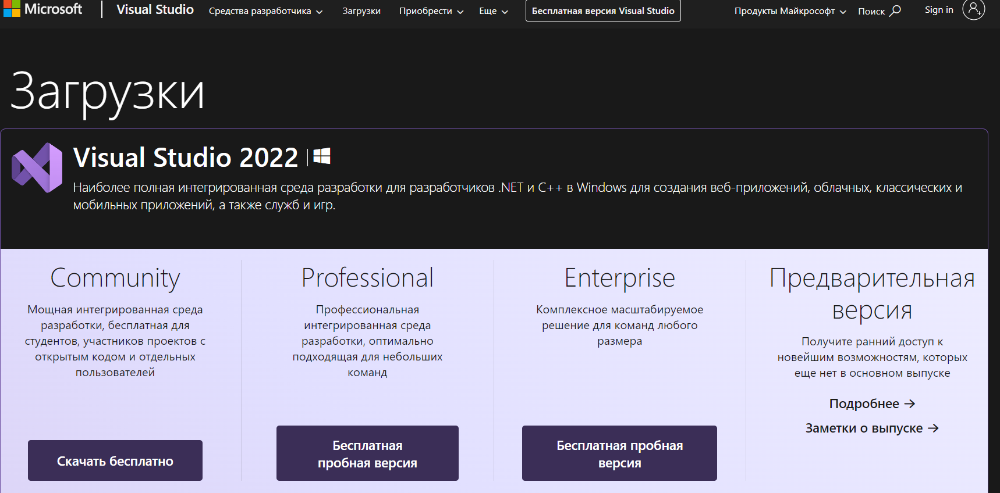 Microsoft Visual Studio Средства разработчика Загрузки Приобрести Еще Бесплатная версия Visual Studio Продукты Майкрософт Поиск Sign in
Загрузки
Visual Studio 2022
Наиболее полная интегрированная среда разработки для разработчиков .NET и C++ в Windows для создания веб-приложений, облачных, классических и
мобильных приложений, а также служб и игр.
Community
Мощная интегрированная среда
разработки, бесплатная для
студентов, участников проектов с
открытым кодом и отдельных
пользователей
Скачать бесплатно
Professional
Профессиональная
интегрированная среда
разработки, оптимально
подходящая для небольших
команд
Бесплатная
пробная версия
Enterprise
Комплексное масштабируемое
решение для команд любого
размера
Бесплатная пробная
версия
Предварительная
версия
Получите ранний доступ к
новейшим возможностям, которых
еще нет в основном выпуске
Подробнее →
Заметки о выпуске →